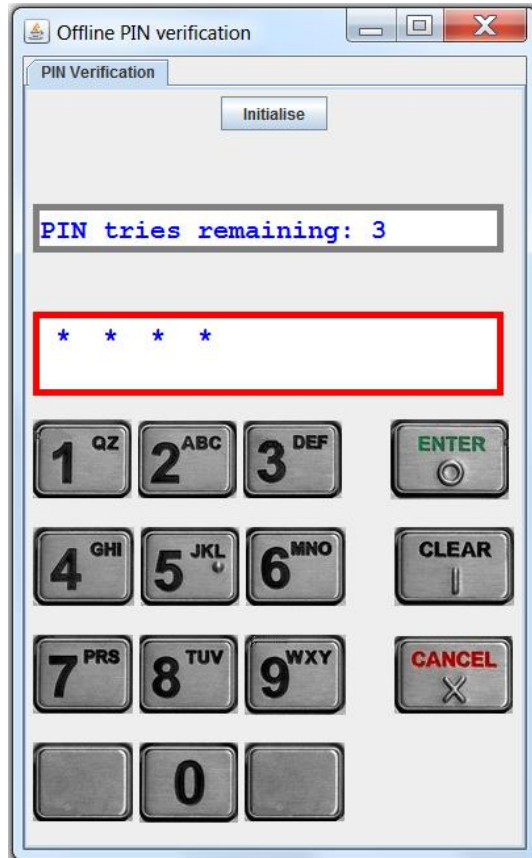 Offline PIN verification
PIN Verification
Initialise
PIN tries remaining: 3
* * * *
1 QZ 2 ABC 3 DEF ENTER
4 GHI 5 JKL 6 MNO CLEAR
7 PRS 8 TUV 9 WXY CANCEL
0